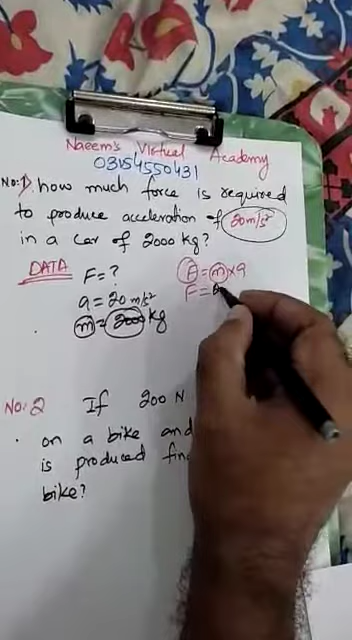 Naeem's Virtual Academy
03154550431
No:1) how much force is required
to produce acceleration of 20m/s²
in a car of 2000 kg?
DATA F=?
F = m×a
a = 20 m/s²
F =
m = 2000 kg
No:2 If 200 N
on a bike and
is produced
bike?